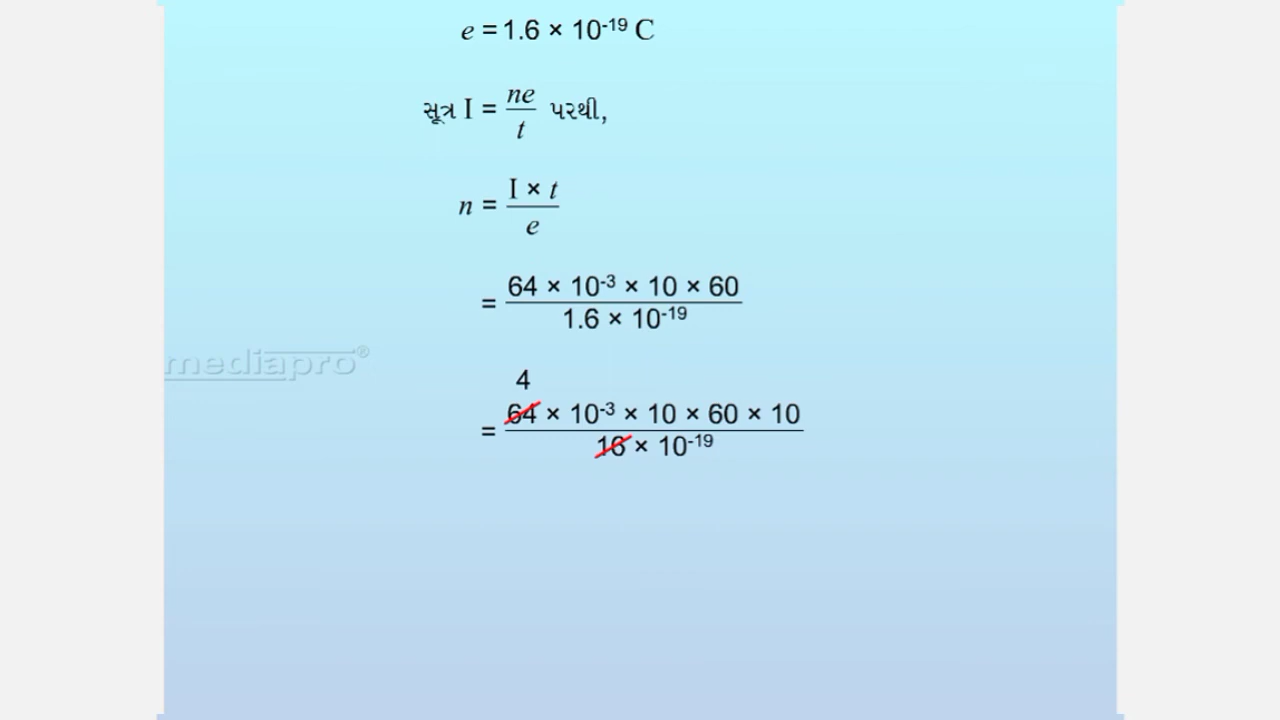 e = 1.6 × 10⁻¹⁹ C
સૂત્ર I = ne/t પરથી,
n = I × t / e
= 64 × 10⁻³ × 10 × 60 / 1.6 × 10⁻¹⁹
4
= 64 × 10⁻³ × 10 × 60 × 10 / 16 × 10⁻¹⁹
mediapro®